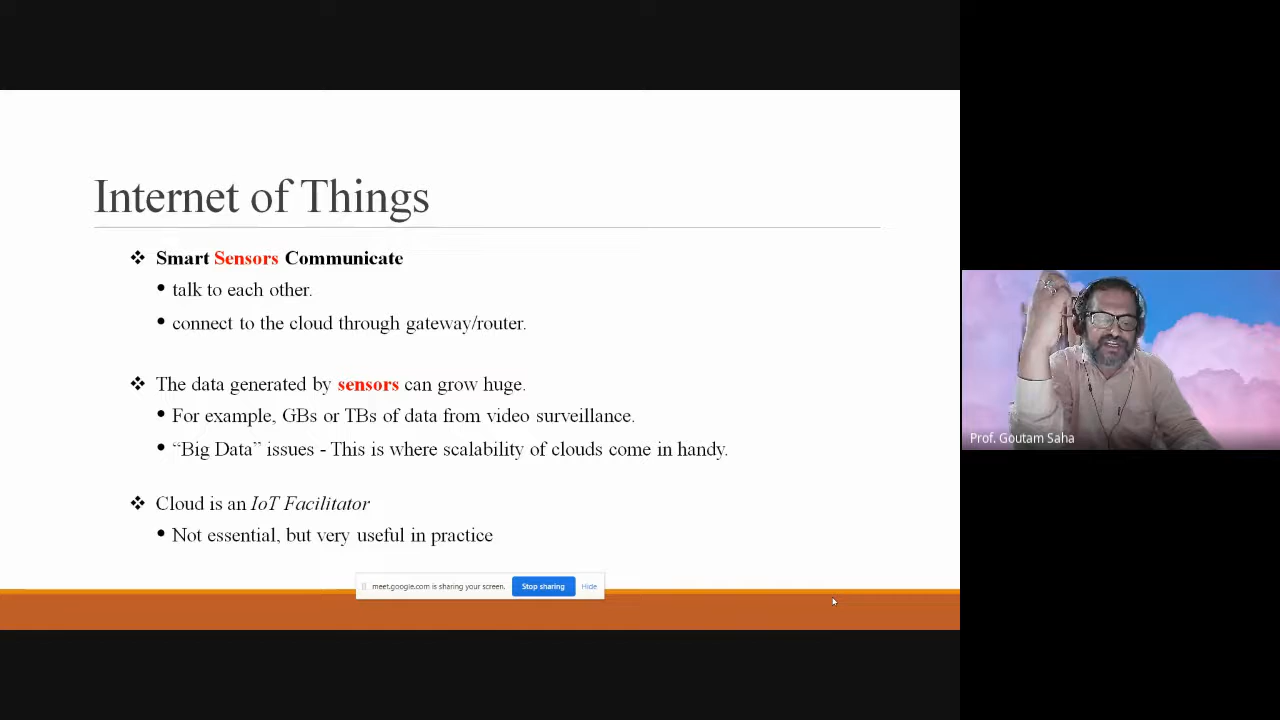 Internet of Things
❖ Smart Sensors Communicate
• talk to each other.
• connect to the cloud through gateway/router.
❖ The data generated by sensors can grow huge.
• For example, GBs or TBs of data from video surveillance.
• “Big Data” issues - This is where scalability of clouds come in handy.
❖ Cloud is an IoT Facilitator
• Not essential, but very useful in practice
meet.google.com is sharing your screen. Stop sharing Hide
Prof. Goutam Saha